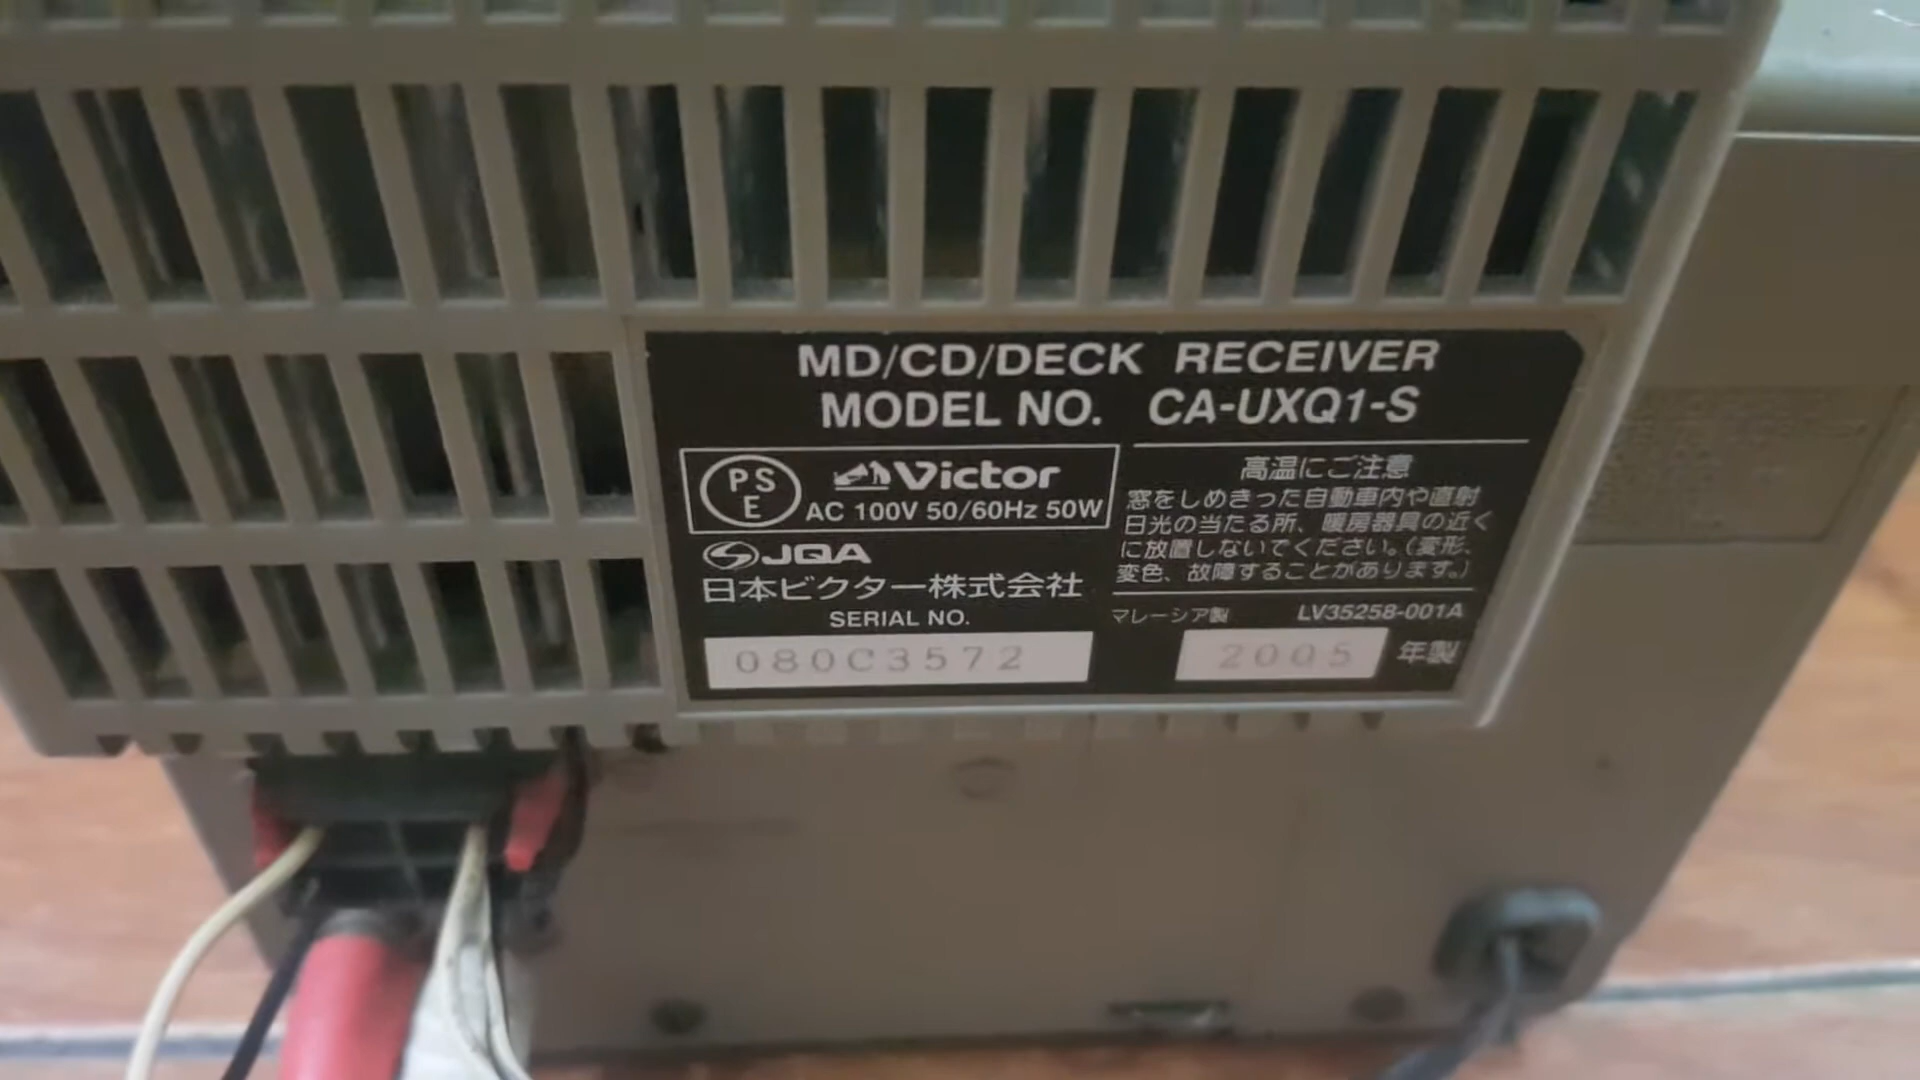 MD/CD/DECK RECEIVER
MODEL NO. CA-UXQ1-S
PS
E
Victor
AC 100V 50/60Hz 50W
JQA
日本ビクター株式会社
SERIAL NO.
080C3572
高温にご注意
窓をしめきった自動車内や直射
日光の当たる所、暖房器具の近く
に放置しないでください。(変形、
変色、故障することがあります。)
マレーシア製 LV35258-001A
2005 年製